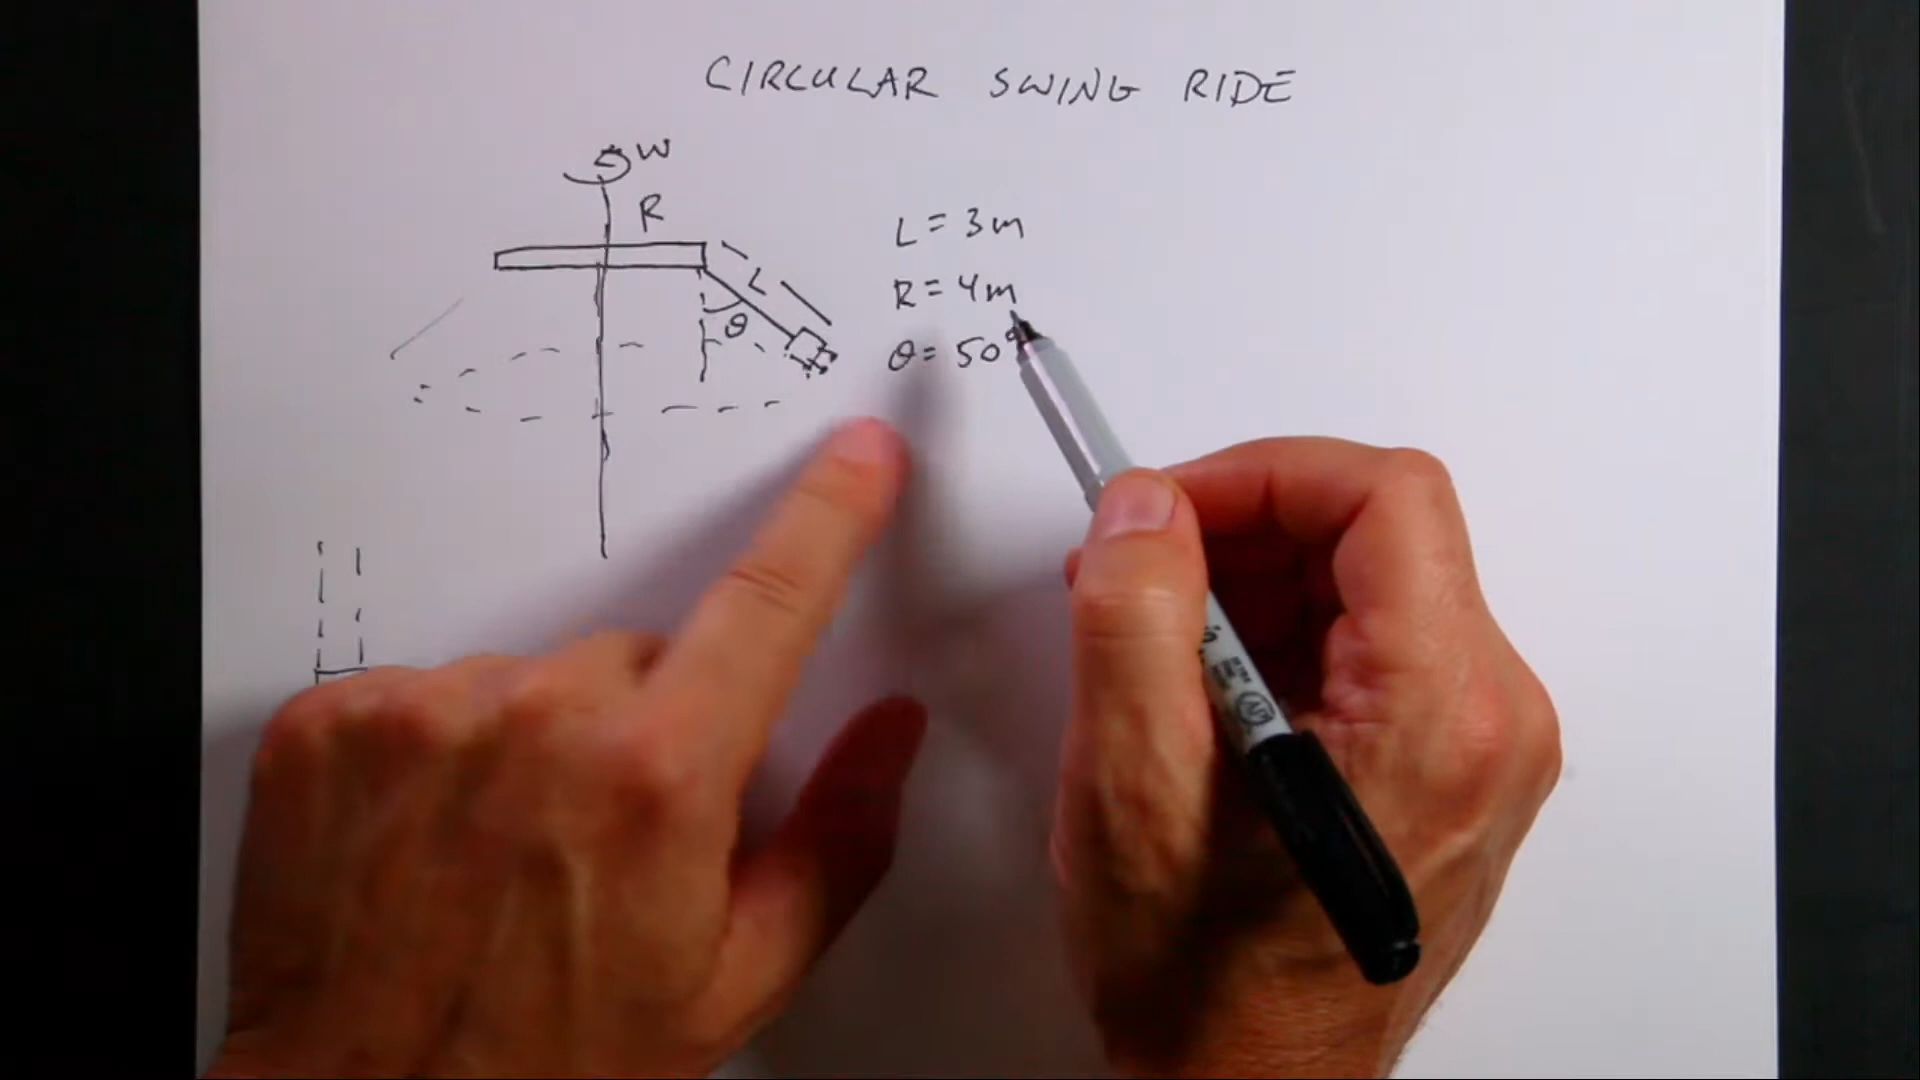 CIRCULAR SWING RIDE
W
R
L
θ
L = 3m
R = 4m
θ = 50°